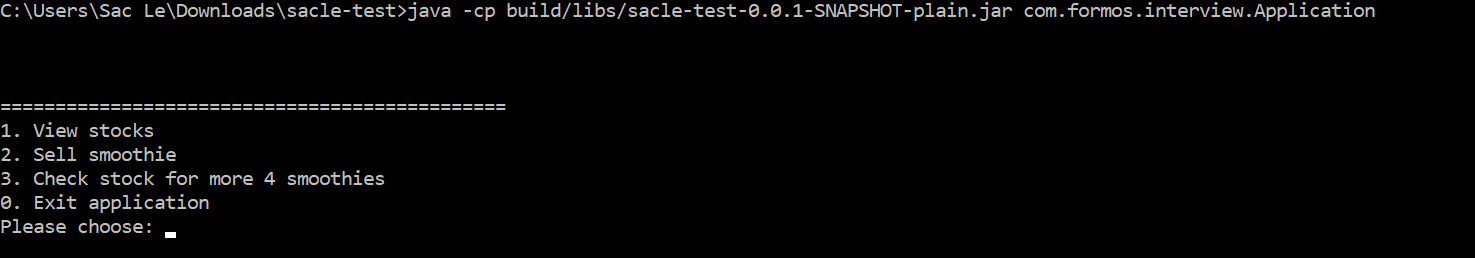 C:\Users\Sac Le\Downloads\sacle-test>java -cp build/libs/sacle-test-0.0.1-SNAPSHOT-plain.jar com.formos.interview.Application
==============================================
1. View stocks
2. Sell smoothie
3. Check stock for more 4 smoothies
0. Exit application
Please choose: